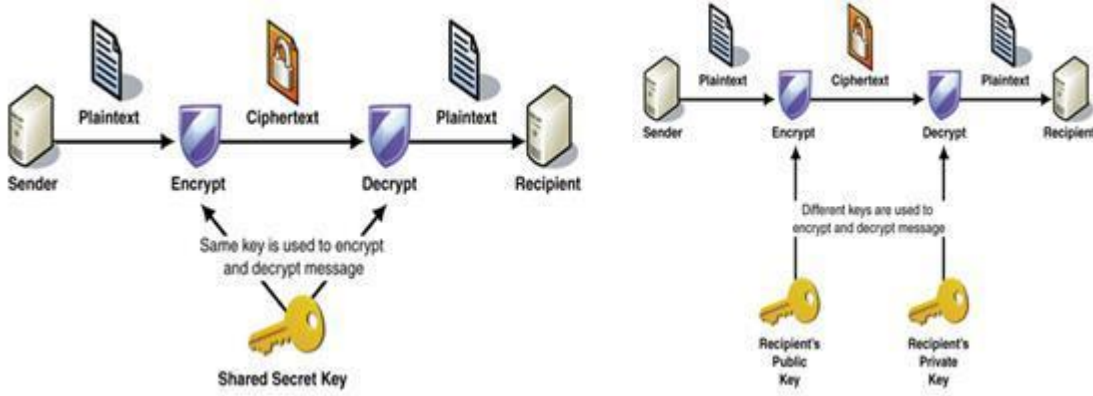 Plaintext
Ciphertext
Plaintext
Sender
Encrypt
Decrypt
Recipient
Same key is used to encrypt
and decrypt message
Shared Secret Key
Plaintext
Ciphertext
Plaintext
Sender
Encrypt
Decrypt
Recipient
Different keys are used to
encrypt and decrypt message
Recipient's
Public
Key
Recipient's
Private
Key